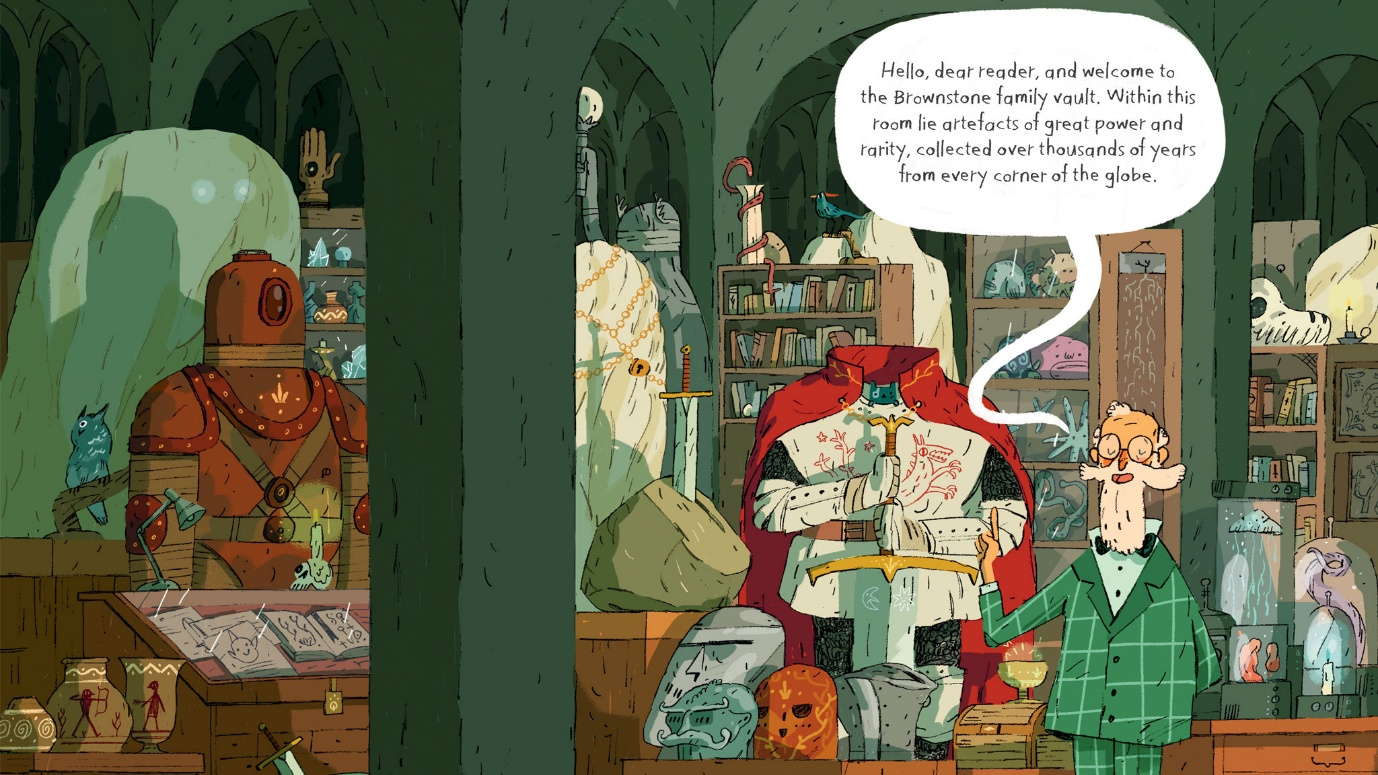 Hello, dear reader, and welcome to
the Brownstone family vault. Within this
room lie artefacts of great power and
rarity, collected over thousands of years
from every corner of the globe.